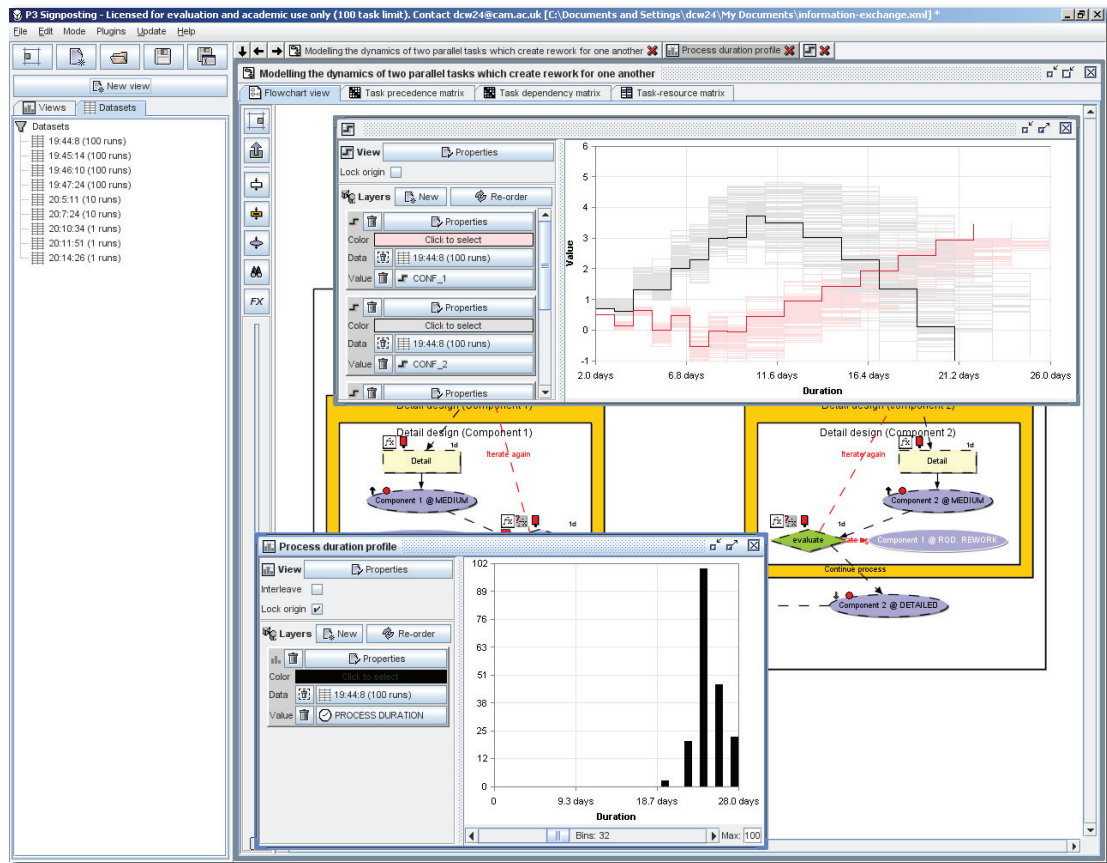 P3 Signposting - Licensed for evaluation and academic use only (100 task limit). Contact dcw24@cam.ac.uk [C:\Documents and Settings\dcw24\My Documents\information-exchange.xml] *
File Edit Mode Plugins Update Help
New view
Views Datasets
Datasets
19:44:8 (100 runs)
19:45:14 (100 runs)
19:46:10 (100 runs)
19:47:24 (100 runs)
20:5:11 (10 runs)
20:7:24 (10 runs)
20:10:34 (1 runs)
20:11:51 (1 runs)
20:14:26 (1 runs)
Modelling the dynamics of two parallel tasks which create rework for one another Process duration profile
Modelling the dynamics of two parallel tasks which create rework for one another
Flowchart view Task precedence matrix Task dependency matrix Task-resource matrix
FX
View Properties
Lock origin
Layers New Re-order
Properties
Color Click to select
Data 19:44:8 (100 runs)
Value CONF_1
Properties
Color Click to select
Data 19:44:8 (100 runs)
Value CONF_2
Properties
6
5
4
3
2
1
0
-1
Value
2.0 days 6.8 days 11.6 days 16.4 days 21.2 days 26.0 days
Duration
Detail design (Component 1)
Detail design (Component 1)
fx
1d
Detail
Iterate again
Component 1 @ MEDIUM
fx ?fx
1d
Detail design (Component 2)
Detail design (Component 2)
fx
1d
Iterate again
Detail
Component 2 @ MEDIUM
fx ?fx
1d
evaluate
Component 1 @ RQD. REWORK
Continue process
Component 2 @ DETAILED
Process duration profile
View Properties
Interleave
Lock origin
Layers New Re-order
Properties
Color Click to select
Data 19:44:8 (100 runs)
Value PROCESS DURATION
102
89
76
63
51
38
25
12
0
0 9.3 days 18.7 days 28.0 days
Duration
Bins: 32 Max: 100